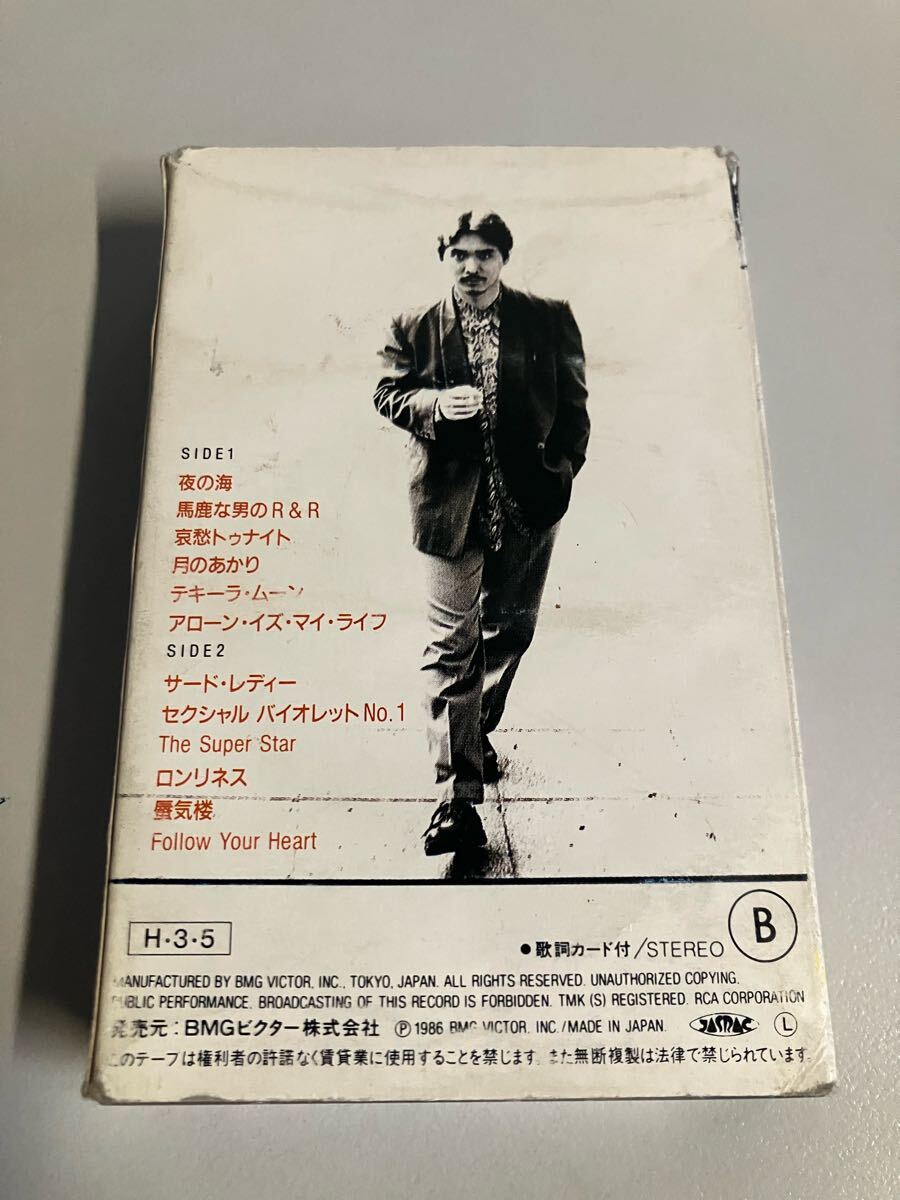 SIDE1
夜の海
馬鹿な男のR&R
哀愁トゥナイト
月のあかり
テキーラ・ムーン
アローン・イズ・マイ・ライフ
SIDE2
サード・レディー
セクシャル バイオレットNo.1
The Super Star
ロンリネス
蜃気楼
Follow Your Heart
H・3・5
●歌詞カード付/STEREO
B
MANUFACTURED BY BMG VICTOR, INC., TOKYO, JAPAN. ALL RIGHTS RESERVED. UNAUTHORIZED COPYING.
PUBLIC PERFORMANCE. BROADCASTING OF THIS RECORD IS FORBIDDEN. TMK (S) REGISTERED. RCA CORPORATION
発売元:BMGビクター株式会社 Ⓟ1986 BMG VICTOR, INC./MADE IN JAPAN. JASRAC Ⓛ
このテープは権利者の許諾なく賃貸業に使用することを禁じます。また無断複製は法律で禁じられています。